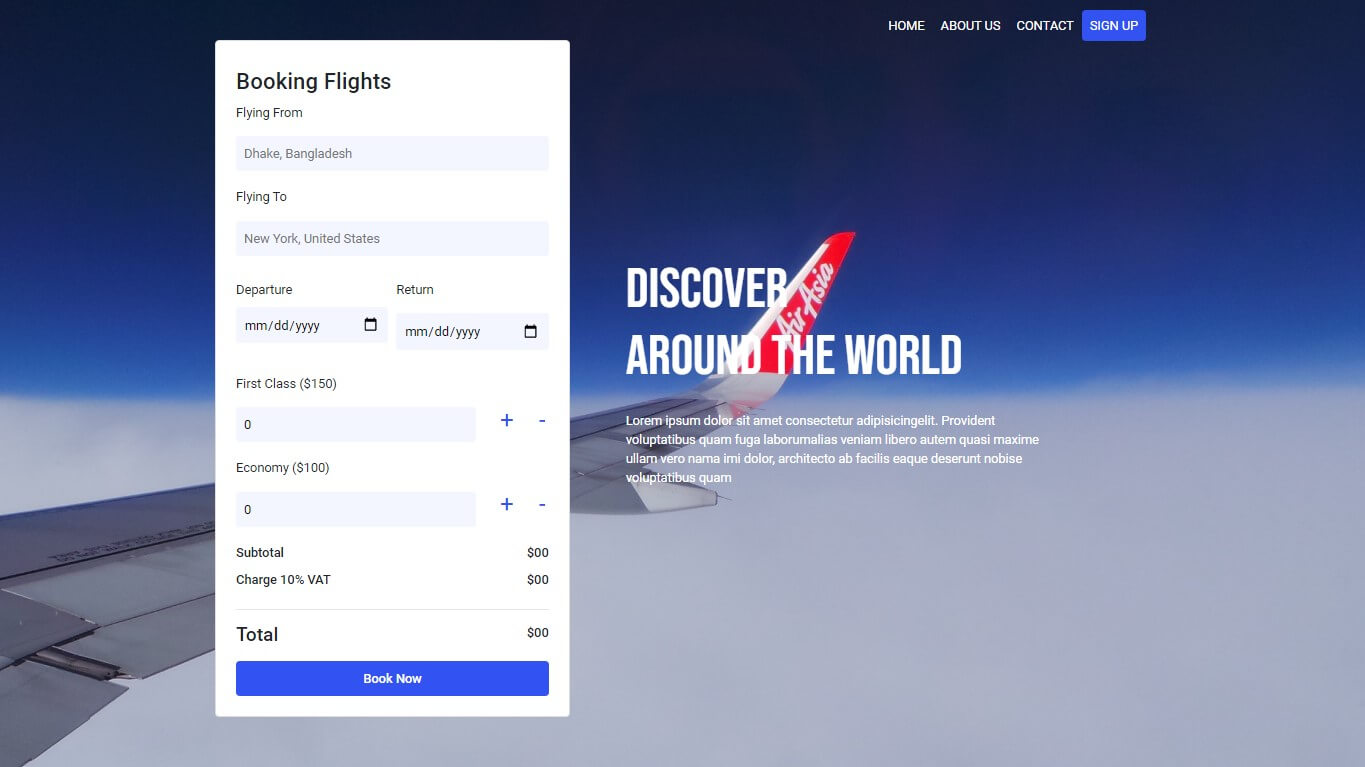 HOME ABOUT US CONTACT SIGN UP
Booking Flights
Flying From
Dhake, Bangladesh
Flying To
New York, United States
Departure Return
mm/dd/yyyy mm/dd/yyyy
First Class ($150)
0 + -
Economy ($100)
0 + -
Subtotal $00
Charge 10% VAT $00
Total $00
Book Now
DISCOVER
AROUND THE WORLD
Air Asia
Lorem ipsum dolor sit amet consectetur adipisicingelit. Provident
voluptatibus quam fuga laborumalias veniam libero autem quasi maxime
ullam vero nama imi dolor, architecto ab facilis eaque deserunt nobise
voluptatibus quam